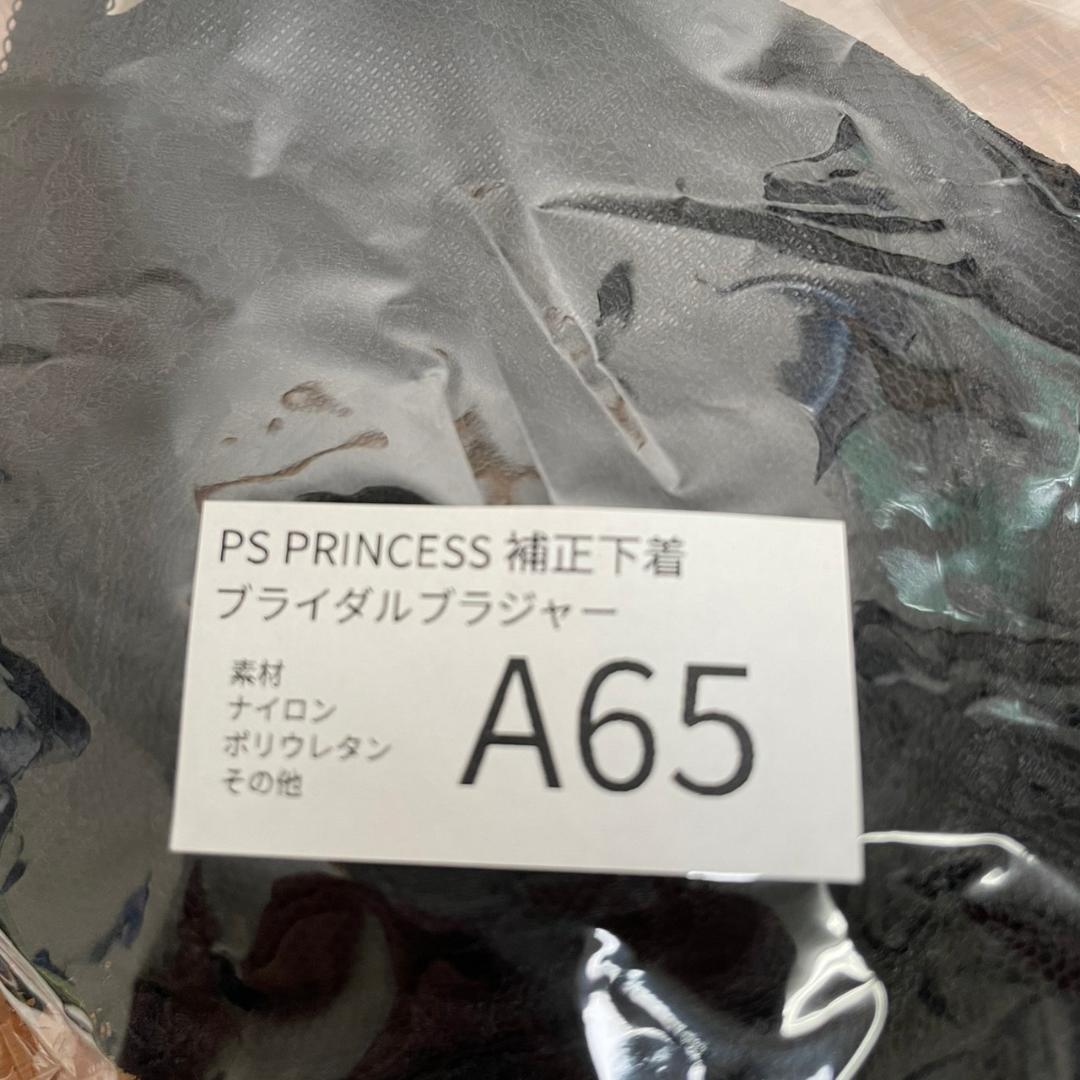 PS PRINCESS 補正下着
ブライダルブラジャー
素材
ナイロン
ポリウレタン
その他
A65